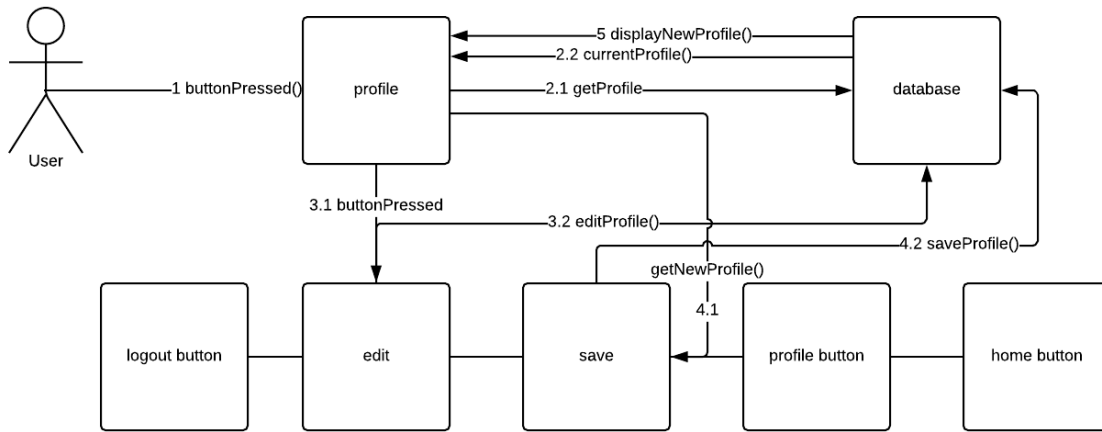 5 displayNewProfile()
2.2 currentProfile()
1 buttonPressed()
profile
2.1 getProfile
database
User
3.1 buttonPressed
3.2 editProfile()
4.2 saveProfile()
getNewProfile()
4.1
logout button
edit
save
profile button
home button